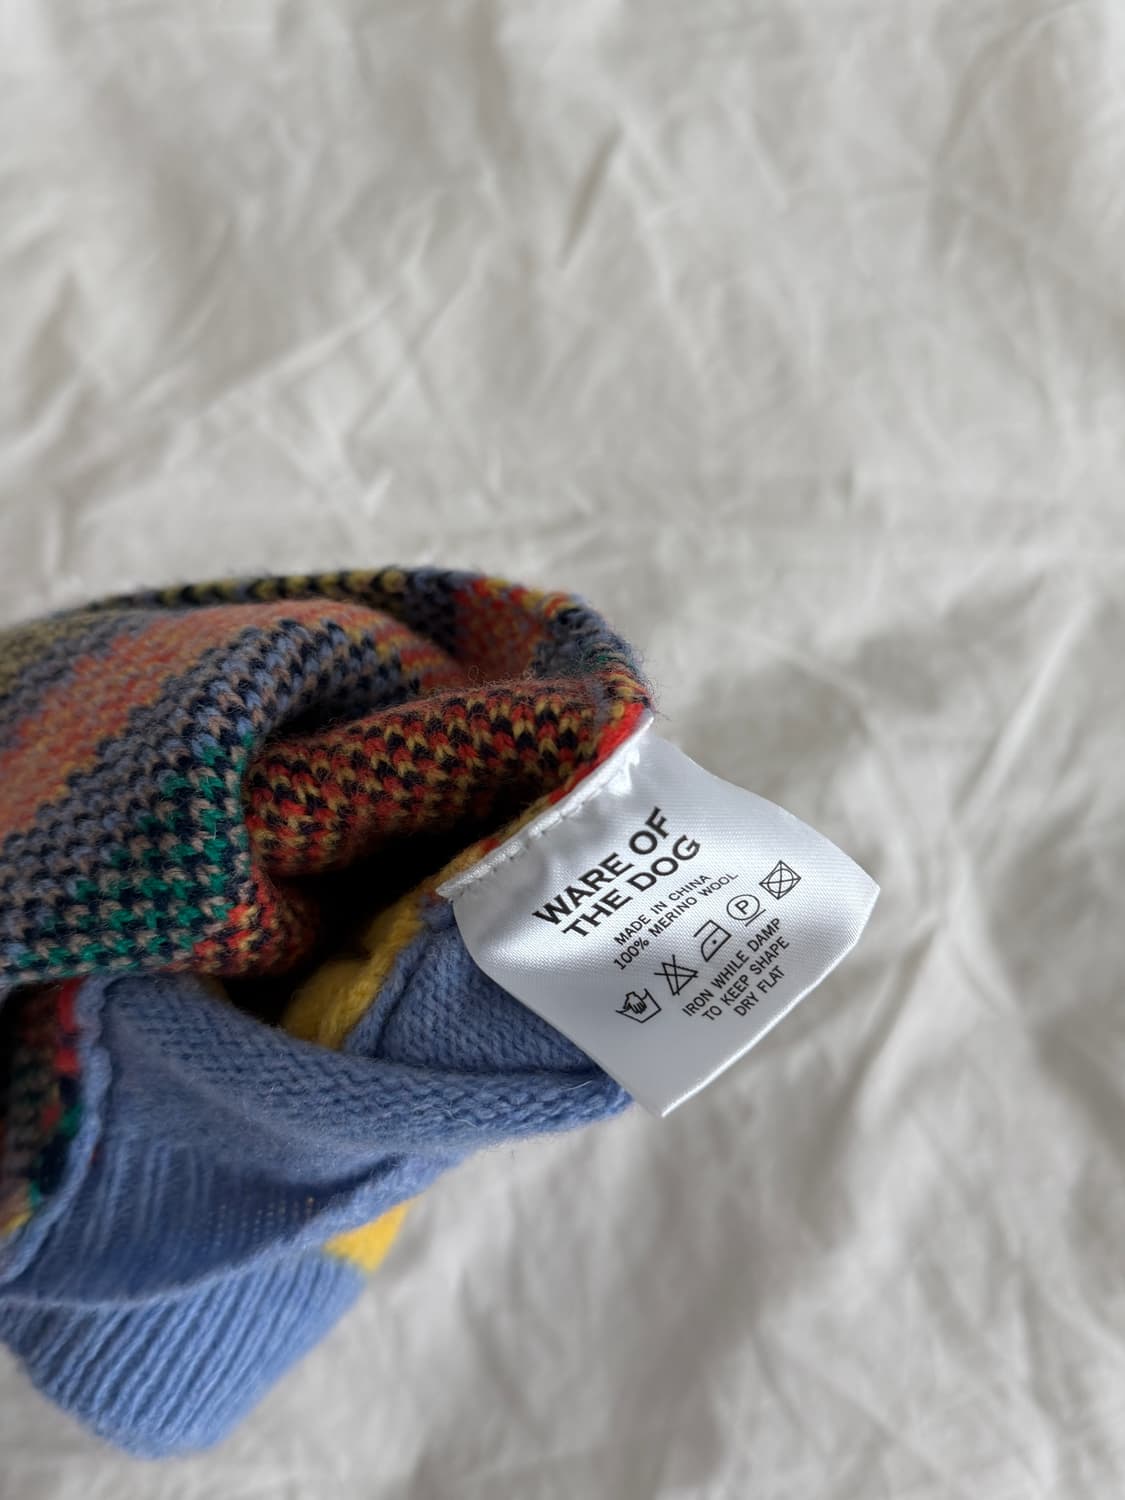 WARE OF
THE DOG
MADE IN CHINA
100% MERINO WOOL
P
IRON WHILE DAMP
TO KEEP SHAPE
DRY FLAT